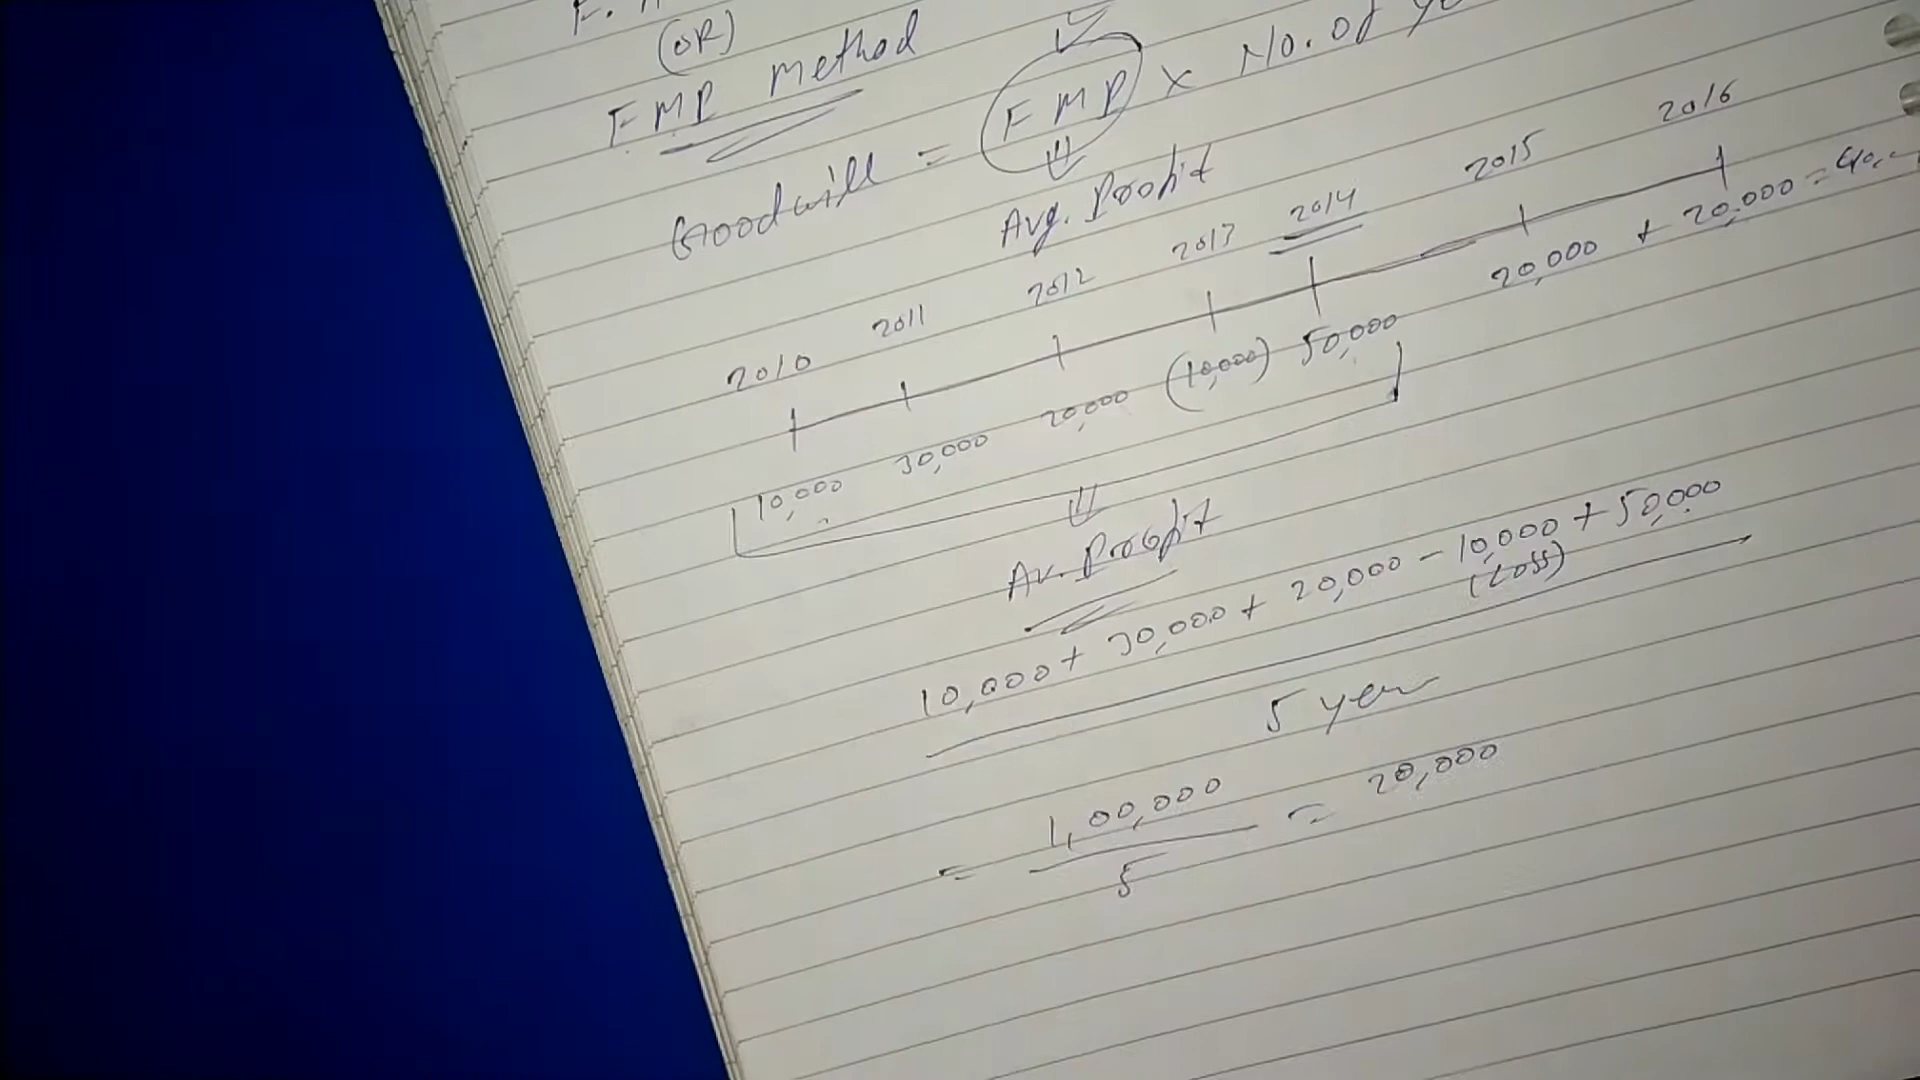 (OR)
FMP method
Goodwill = FMP x No. of
Avg. Profit
2010 2011 2012 2013 2014 2015 2016
10,000 30,000 20,000 (10,000) 50,000 20,000 + 20,000 =
Av. Profit
10,000 + 30,000 + 20,000 - 10,000 + 50,000
(Loss)
5 year
= 1,00,000 = 20,000
5